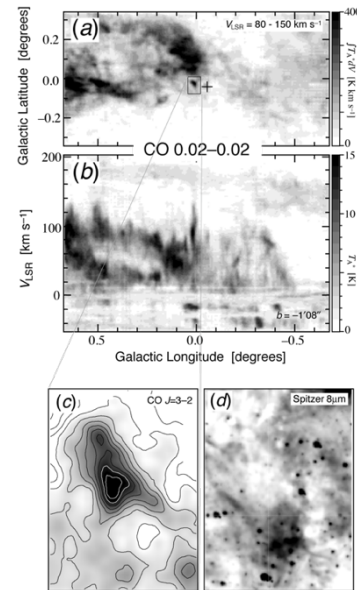 (a)
V_LSR = 80 - 150 km s⁻¹
0.2
0.0
−0.2
Galactic Latitude [degrees]
400
0
∫T_A*dV [K km s⁻¹]
CO 0.02–0.02
(b)
200
100
0
V_LSR [km s⁻¹]
15
10
5
0
T_A* [K]
b = −1′08″
0.5
0.0
−0.5
Galactic Longitude [degrees]
(c)
CO J=3–2
(d)
Spitzer 8μm